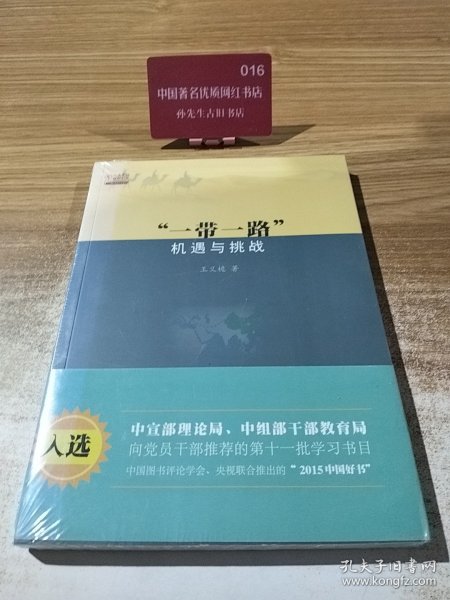 016
中国著名优质网红书店
孙先生古旧书店
“一带一路”
机遇与挑战
王义桅 著
入选
中宣部理论局、中组部干部教育局
向党员干部推荐的第十一批学习书目
中国图书评论学会、央视联合推出的“2015中国好书”
孔夫子旧书网
www.kongfz.com